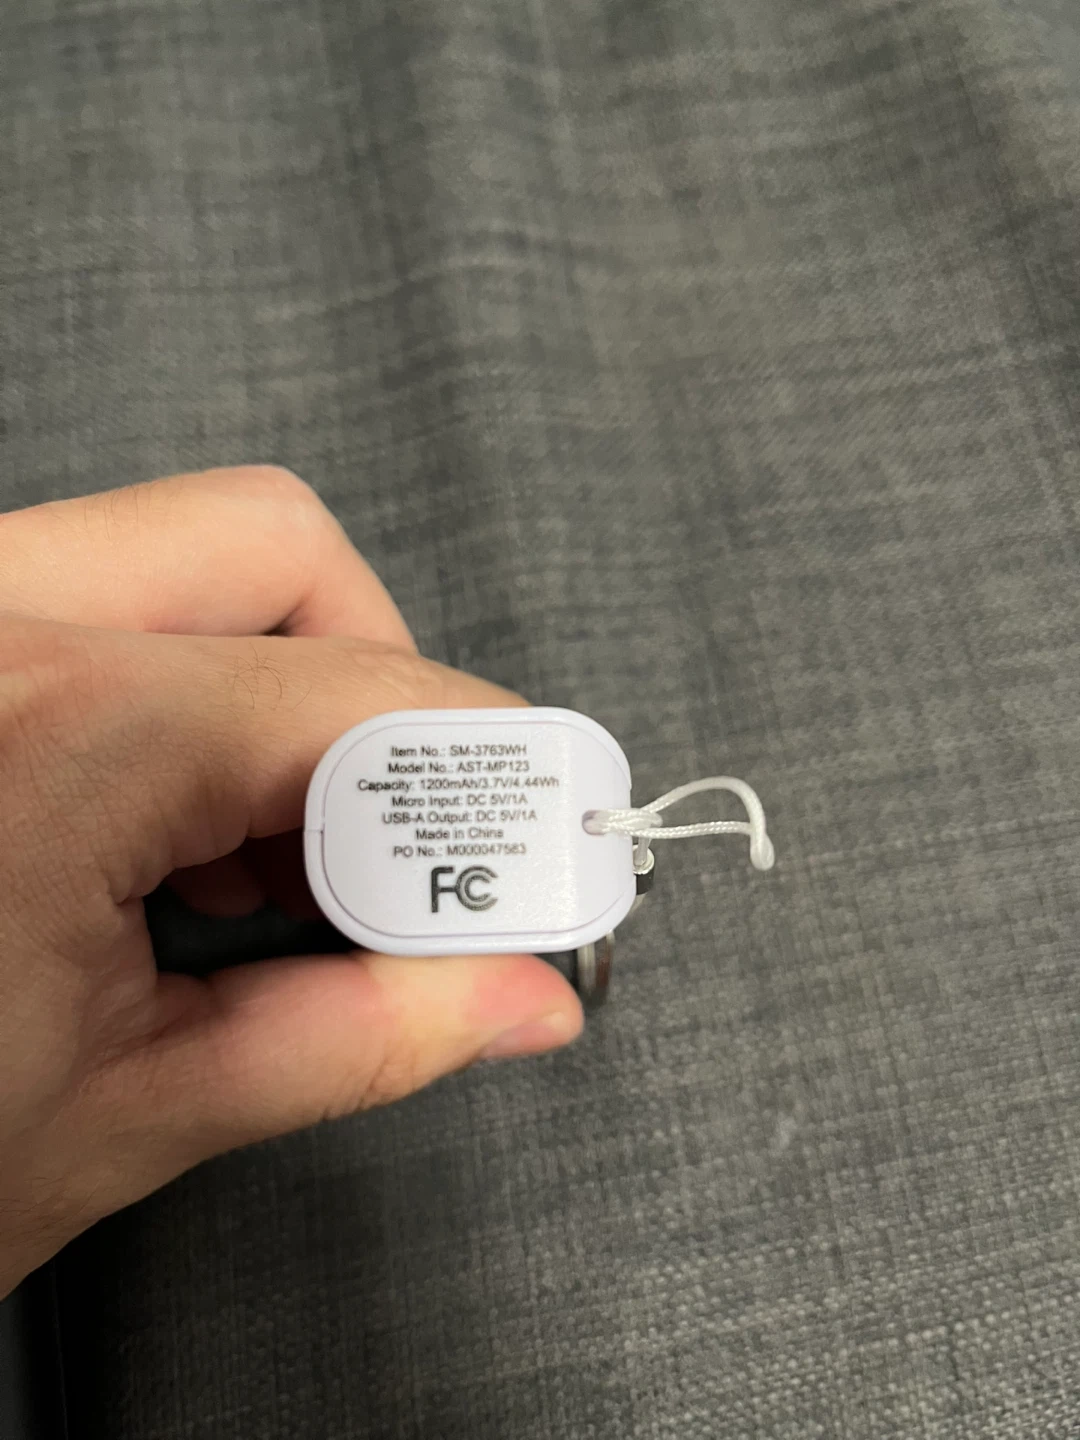 Item No.: SM-3763WH
Model No.: AST-MP123
Capacity: 1200mAh/3.7V/4.44Wh
Micro Input: DC 5V/1A
USB-A Output: DC 5V/1A
Made in China
PO No.: M000047563
FC